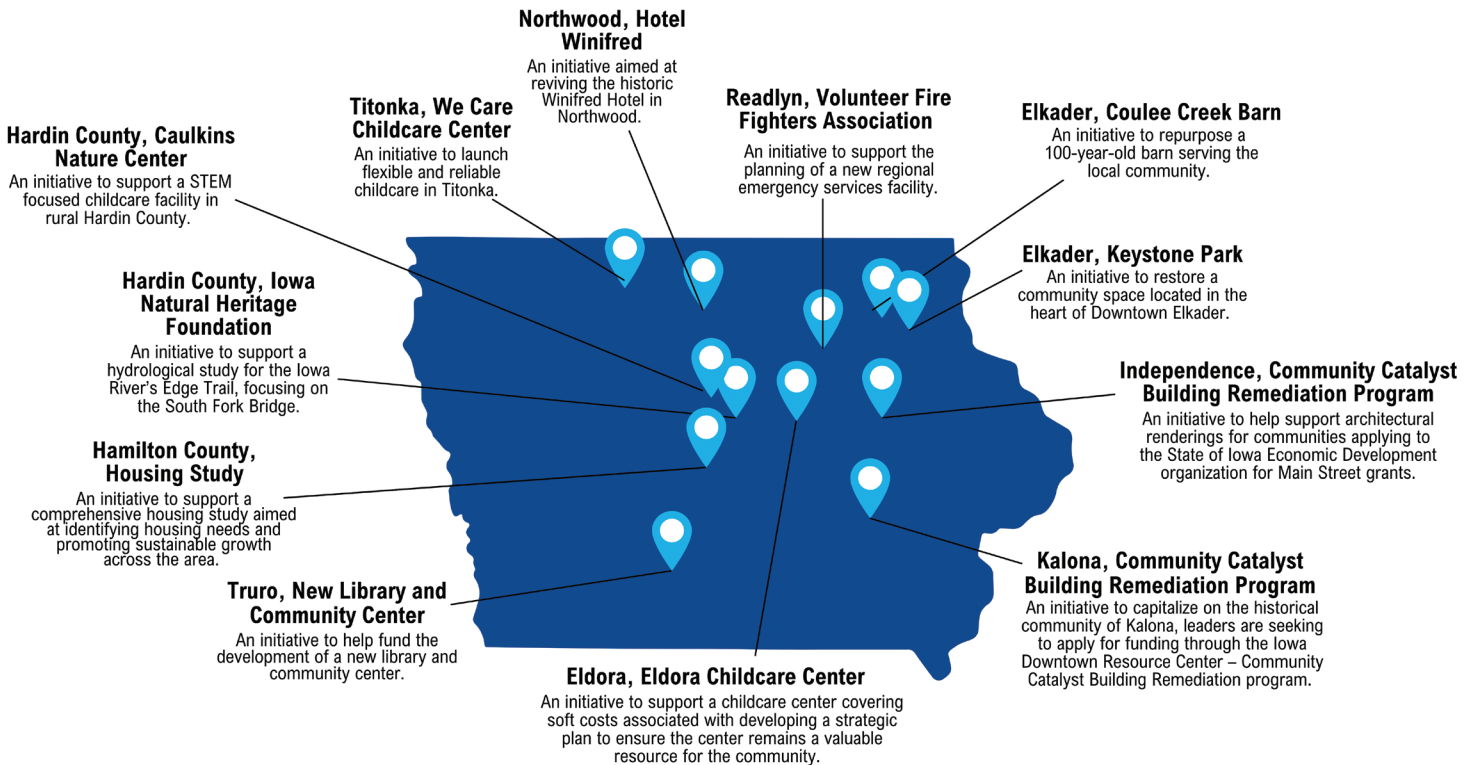 Northwood, Hotel
Winifred
An initiative aimed at
reviving the historic
Winifred Hotel in
Northwood.
Titonka, We Care
Childcare Center
An initiative to launch
flexible and reliable
childcare in Titonka.
Readlyn, Volunteer Fire
Fighters Association
An initiative to support the
planning of a new regional
emergency services facility.
Elkader, Coulee Creek Barn
An initiative to repurpose a
100-year-old barn serving the
local community.
Hardin County, Caulkins
Nature Center
An initiative to support a STEM
focused childcare facility in
rural Hardin County.
Elkader, Keystone Park
An initiative to restore a
community space located in the
heart of Downtown Elkader.
Hardin County, Iowa
Natural Heritage
Foundation
An initiative to support a
hydrological study for the Iowa
River’s Edge Trail, focusing on
the South Fork Bridge.
Independence, Community Catalyst
Building Remediation Program
An initiative to help support architectural
renderings for communities applying to
the State of Iowa Economic Development
organization for Main Street grants.
Hamilton County,
Housing Study
An initiative to support a
comprehensive housing study aimed
at identifying housing needs and
promoting sustainable growth
across the area.
Kalona, Community Catalyst
Building Remediation Program
An initiative to capitalize on the historical
community of Kalona, leaders are seeking
to apply for funding through the Iowa
Downtown Resource Center – Community
Catalyst Building Remediation program.
Truro, New Library and
Community Center
An initiative to help fund the
development of a new library and
community center.
Eldora, Eldora Childcare Center
An initiative to support a childcare center covering
soft costs associated with developing a strategic
plan to ensure the center remains a valuable
resource for the community.